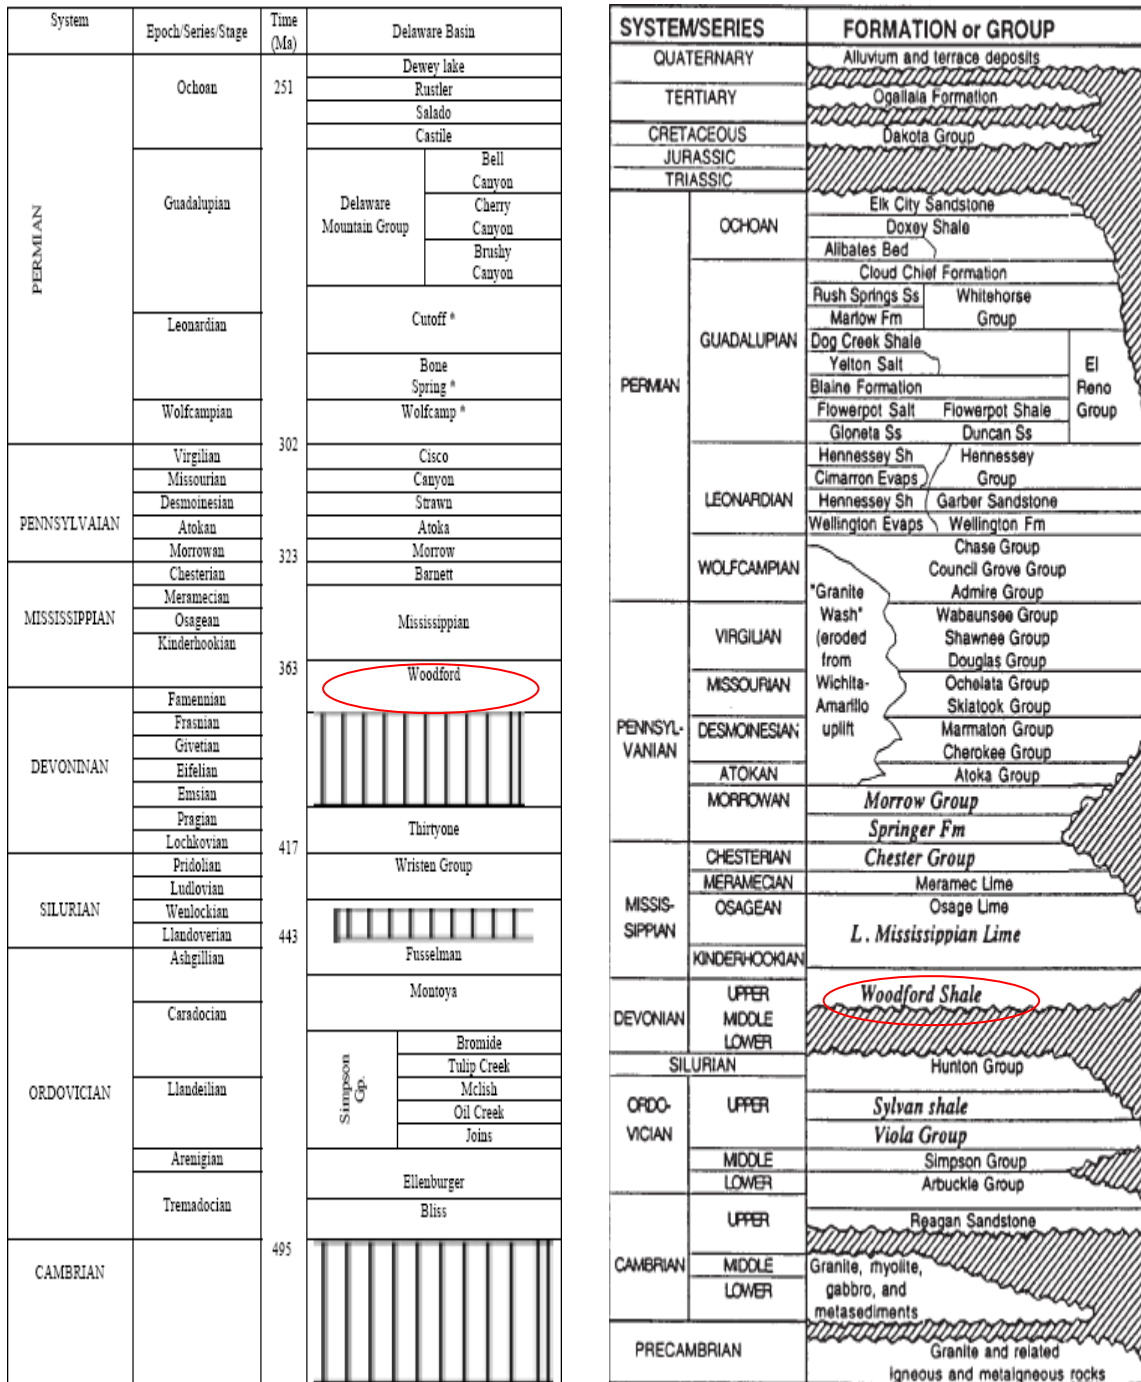 System
Epoch/Series/Stage
Time
(Ma)
Delaware Basin
PERMIAN
Ochoan
251
Dewey lake
Rustler
Salado
Castile
Guadalupian
Delaware
Mountain Group
Bell
Canyon
Cherry
Canyon
Brushy
Canyon
Leonardian
Cutoff *
Bone
Spring *
Wolfcampian
Wolfcamp *
302
PENNSYLVAIAN
Virgilian
Cisco
Missourian
Canyon
Desmoinesian
Strawn
Atokan
Atoka
Morrowan
Morrow
323
MISSISSIPPIAN
Chesterian
Barnett
Meramecian
Osagean
Mississippian
Kinderhookian
363
Woodford
DEVONINAN
Famennian
Frasnian
Givetian
Eifelian
Emsian
Pragian
Thirtyone
Lochkovian
417
SILURIAN
Pridolian
Wristen Group
Ludlovian
Wenlockian
Llandoverian
443
ORDOVICIAN
Ashgillian
Fusselman
Montoya
Caradocian
Simpson
Gp.
Bromide
Tulip Creek
Mclish
Oil Creek
Joins
Llandeilian
Arenigian
Ellenburger
Tremadocian
Bliss
495
CAMBRIAN
SYSTEM/SERIES
FORMATION or GROUP
QUATERNARY
Alluvium and terrace deposits
TERTIARY
Ogallala Formation
CRETACEOUS
Dakota Group
JURASSIC
TRIASSIC
PERMIAN
OCHOAN
Elk City Sandstone
Doxey Shale
Alibates Bed
GUADALUPIAN
Cloud Chief Formation
Rush Springs Ss
Marlow Fm
Whitehorse
Group
Dog Creek Shale
Yelton Salt
Blaine Formation
Flowerpot Salt
Flowerpot Shale
Gloneta Ss
Duncan Ss
El
Reno
Group
LEONARDIAN
Hennessey Sh
Cimarron Evaps
Hennessey
Group
Hennessey Sh
Garber Sandstone
Wellington Evaps
Wellington Fm
WOLFCAMPIAN
Chase Group
Council Grove Group
Admire Group
"Granite
Wash"
(eroded
from
Wichita-
Amarillo
uplift
PENNSYL-
VANIAN
VIRGILIAN
Wabaunsee Group
Shawnee Group
Douglas Group
MISSOURIAN
Ochelata Group
Skiatook Group
DESMOINESIAN
Marmaton Group
Cherokee Group
ATOKAN
Atoka Group
MORROWAN
Morrow Group
Springer Fm
MISSIS-
SIPPIAN
CHESTERIAN
Chester Group
MERAMECIAN
Meramec Lime
OSAGEAN
Osage Lime
L . Mississippian Lime
KINDERHOOKIAN
DEVONIAN
UPPER
MIDDLE
LOWER
Woodford Shale
SILURIAN
Hunton Group
ORDO-
VICIAN
UPPER
Sylvan shale
Viola Group
MIDDLE
Simpson Group
LOWER
Arbuckle Group
CAMBRIAN
UPPER
Reagan Sandstone
MIDDLE
LOWER
Granite, rhyolite,
gabbro, and
metasediments
PRECAMBRIAN
Granite and related
igneous and metaigneous rocks